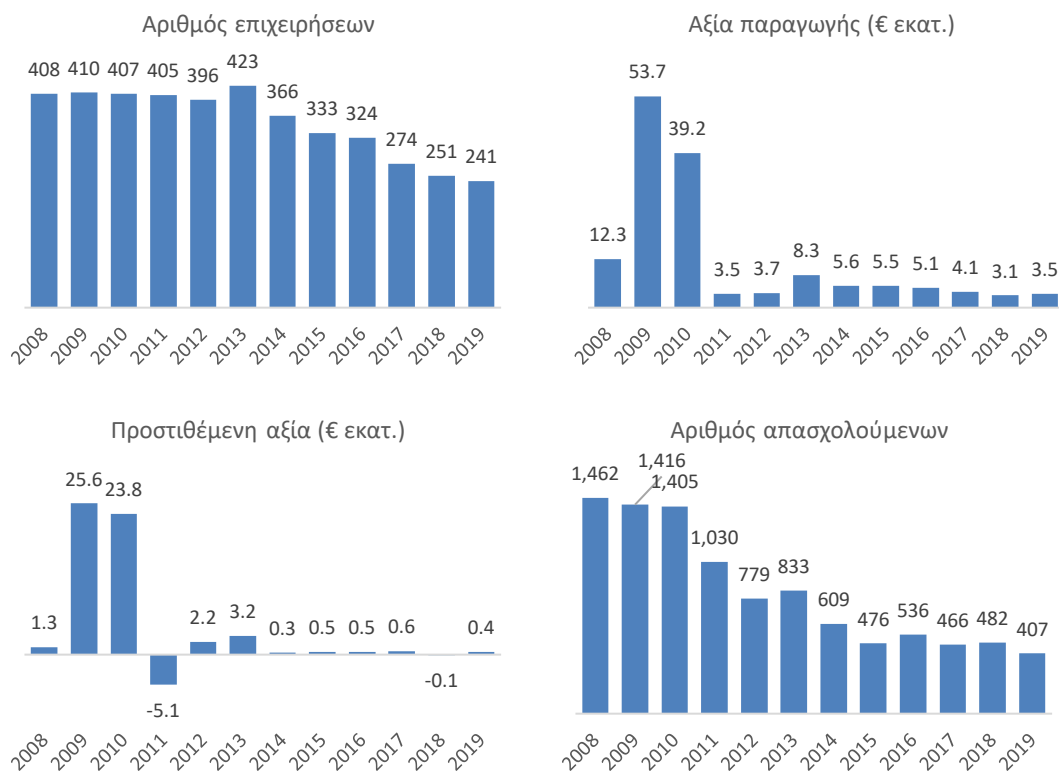 Αριθμός επιχειρήσεων
408 410 407 405 396 423 366 333 324 274 251 241
2008 2009 2010 2011 2012 2013 2014 2015 2016 2017 2018 2019
Αξία παραγωγής (€ εκατ.)
12.3 53.7 39.2 3.5 3.7 8.3 5.6 5.5 5.1 4.1 3.1 3.5
2008 2009 2010 2011 2012 2013 2014 2015 2016 2017 2018 2019
Προστιθέμενη αξία (€ εκατ.)
1.3 25.6 23.8 -5.1 2.2 3.2 0.3 0.5 0.5 0.6 -0.1 0.4
2008 2009 2010 2011 2012 2013 2014 2015 2016 2017 2018 2019
Αριθμός απασχολούμενων
1,462 1,416 1,405 1,030 779 833 609 476 536 466 482 407
2008 2009 2010 2011 2012 2013 2014 2015 2016 2017 2018 2019